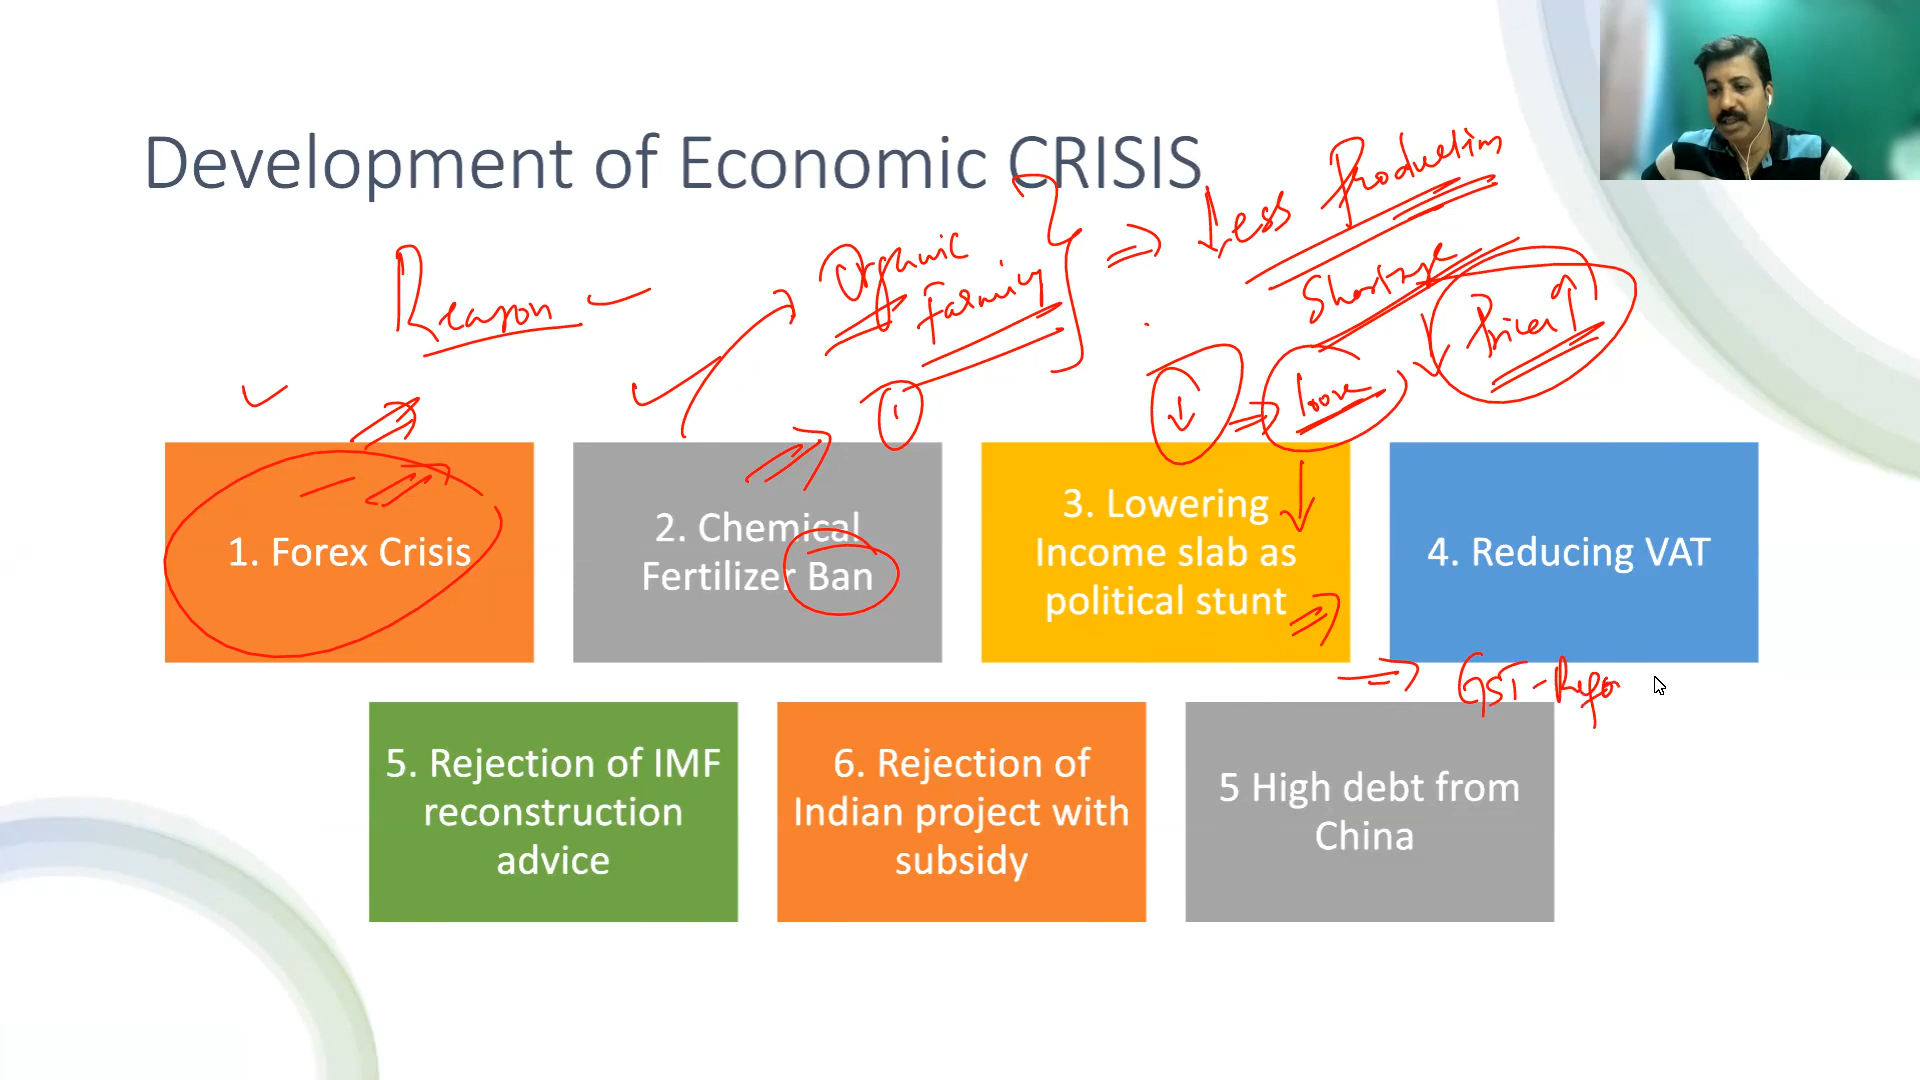 Development of Economic CRISIS
Less Production
Shortage
Prices ↑
Reason
Organic
Farming
1. Forex Crisis
2. Chemical
Fertilizer Ban
3. Lowering
Income slab as
political stunt
4. Reducing VAT
GST - Refo
5. Rejection of IMF
reconstruction
advice
6. Rejection of
Indian project with
subsidy
5 High debt from
China